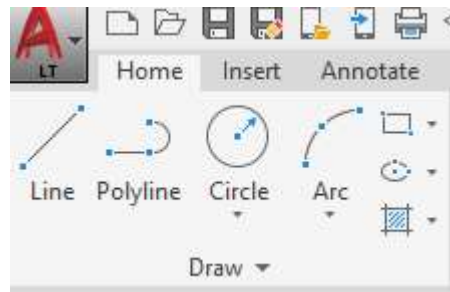 A
LT
Home Insert Annotate
Line Polyline Circle Arc
Draw